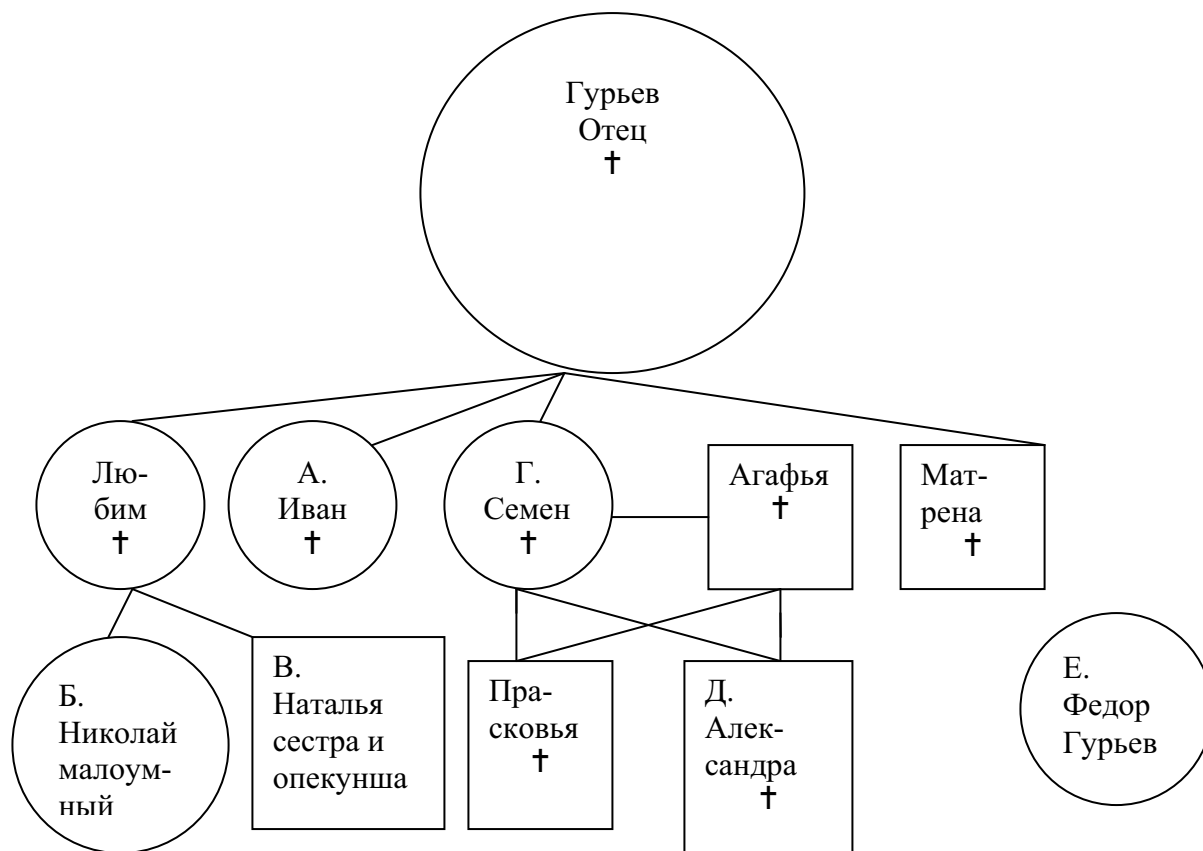 Гурьев
Отец
✝
Лю-
бим
✝
А.
Иван
✝
Г.
Семен
✝
Агафья
✝
Мат-
рена
✝
Б.
Николай
малоум-
ный
В.
Наталья
сестра и
опекунша
Пра-
сковья
✝
Д.
Алек-
сандра
✝
Е.
Федор
Гурьев